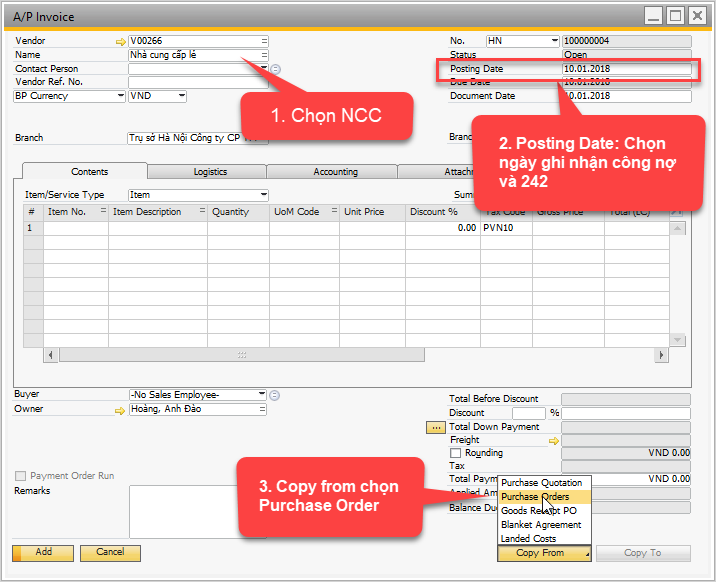 A/P Invoice
Vendor V00266
Name Nhà cung cấp lẻ
Contact Person
Vendor Ref. No.
BP Currency VND
Branch Trụ sở Hà Nội Công ty CP
No. HN 100000004
Status Open
Posting Date 10.01.2018
Due Date 10.01.2018
Document Date 10.01.2018
1. Chọn NCC
2. Posting Date: Chọn
ngày ghi nhận công nợ
và 242
Contents Logistics Accounting
Item/Service Type Item
# Item No. Item Description Quantity UoM Code Unit Price Discount % Tax Code Gross Price Total (LC)
1 0.00 PVN10
Buyer -No Sales Employee-
Owner Hoàng, Anh Đào
Payment Order Run
Remarks
Total Before Discount
Discount %
Total Down Payment
Freight
Rounding VND 0.00
Tax
Total VND 0.00
Applied
Balance
3. Copy from chọn
Purchase Order
Purchase Quotation
Purchase Orders
Goods Receipt PO
Blanket Agreement
Landed Costs
Add Cancel Copy From Copy To